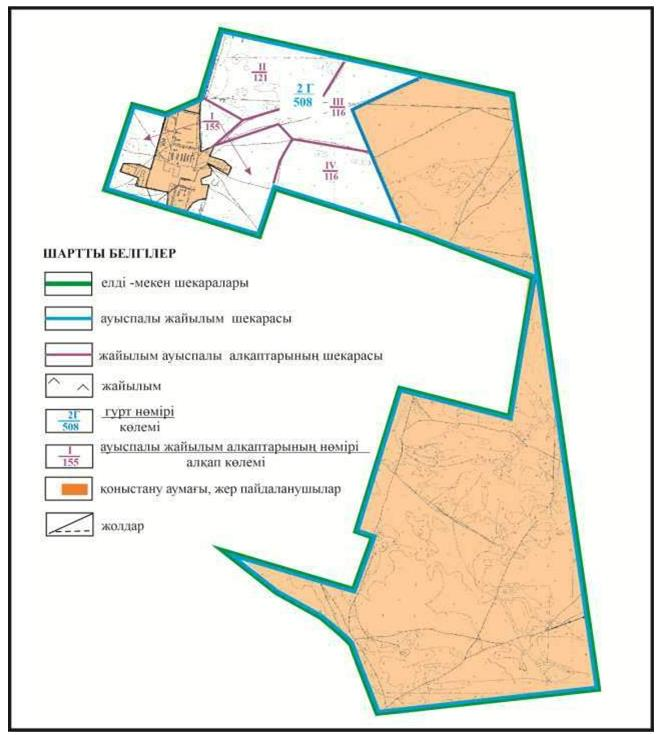 II
121
2 Г
508
III
116
I
155
IV
116
ШАРТТЫ БЕЛГІЛЕР
елді -мекен шекаралары
ауыспалы жайылым шекарасы
жайылым ауыспалы алқаптарының шекарасы
жайылым
2Г
508
гурт нөмірі
көлемі
I
155
ауыспалы жайылым алқаптарының нөмірі
алқап көлемі
қоныстану аумағы, жер пайдаланушылар
жолдар